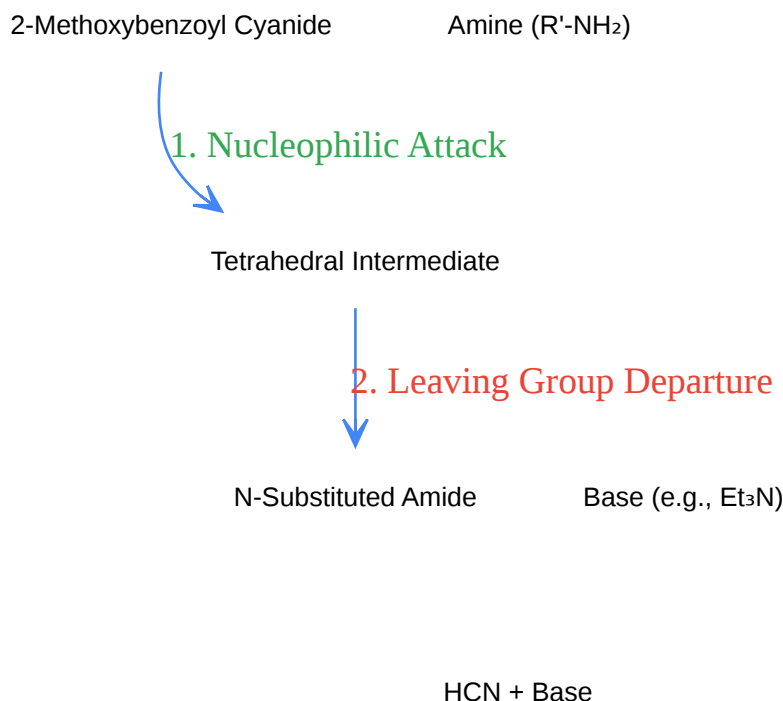 2-Methoxybenzoyl Cyanide
Amine (R'-NH₂)
1. Nucleophilic Attack
Tetrahedral Intermediate
2. Leaving Group Departure
N-Substituted Amide
Base (e.g., Et₃N)
HCN + Base